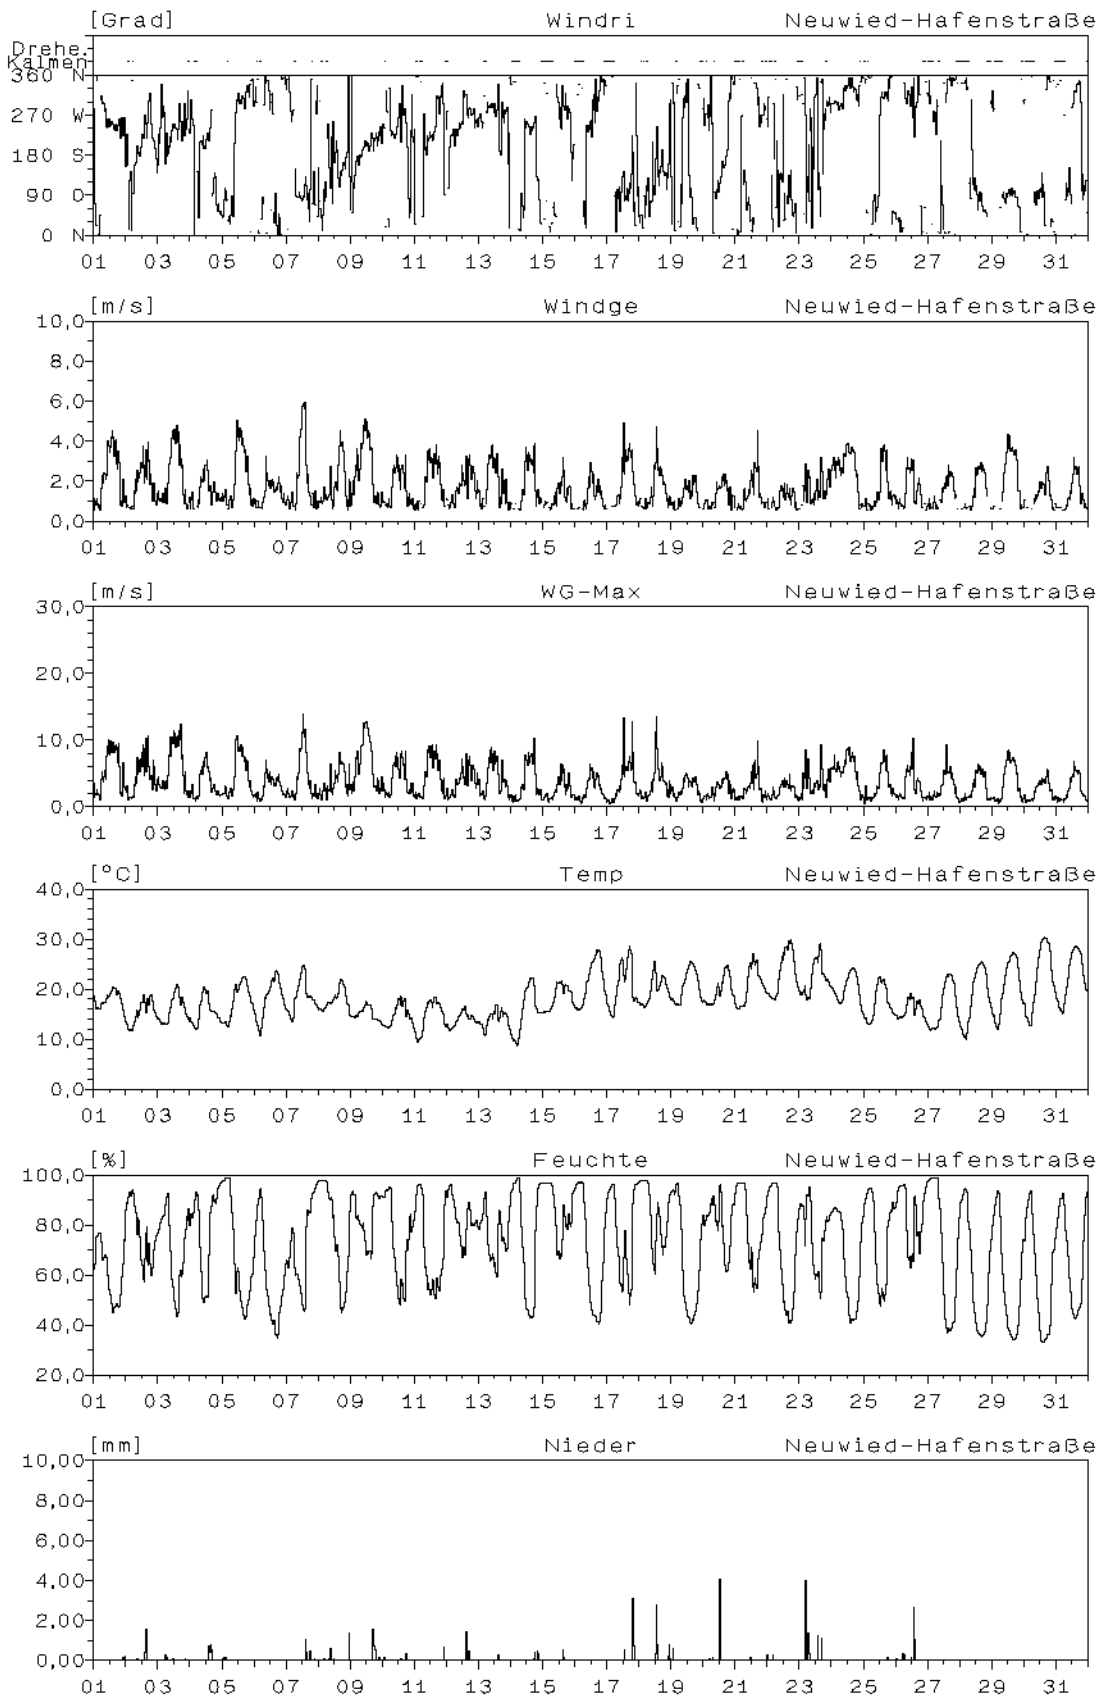 [Grad] Windri Neuwied-Hafenstraße
Drehe.
Kalmen
360 N
270 W
180 S
90 O
0 N
01 03 05 07 09 11 13 15 17 19 21 23 25 27 29 31
[m/s] Windge Neuwied-Hafenstraße
10,0
8,0
6,0
4,0
2,0
0,0
01 03 05 07 09 11 13 15 17 19 21 23 25 27 29 31
[m/s] WG-Max Neuwied-Hafenstraße
30,0
20,0
10,0
0,0
01 03 05 07 09 11 13 15 17 19 21 23 25 27 29 31
[°C] Temp Neuwied-Hafenstraße
40,0
30,0
20,0
10,0
0,0
01 03 05 07 09 11 13 15 17 19 21 23 25 27 29 31
[%] Feuchte Neuwied-Hafenstraße
100,0
80,0
60,0
40,0
20,0
01 03 05 07 09 11 13 15 17 19 21 23 25 27 29 31
[mm] Nieder Neuwied-Hafenstraße
10,00
8,00
6,00
4,00
2,00
0,00
01 03 05 07 09 11 13 15 17 19 21 23 25 27 29 31